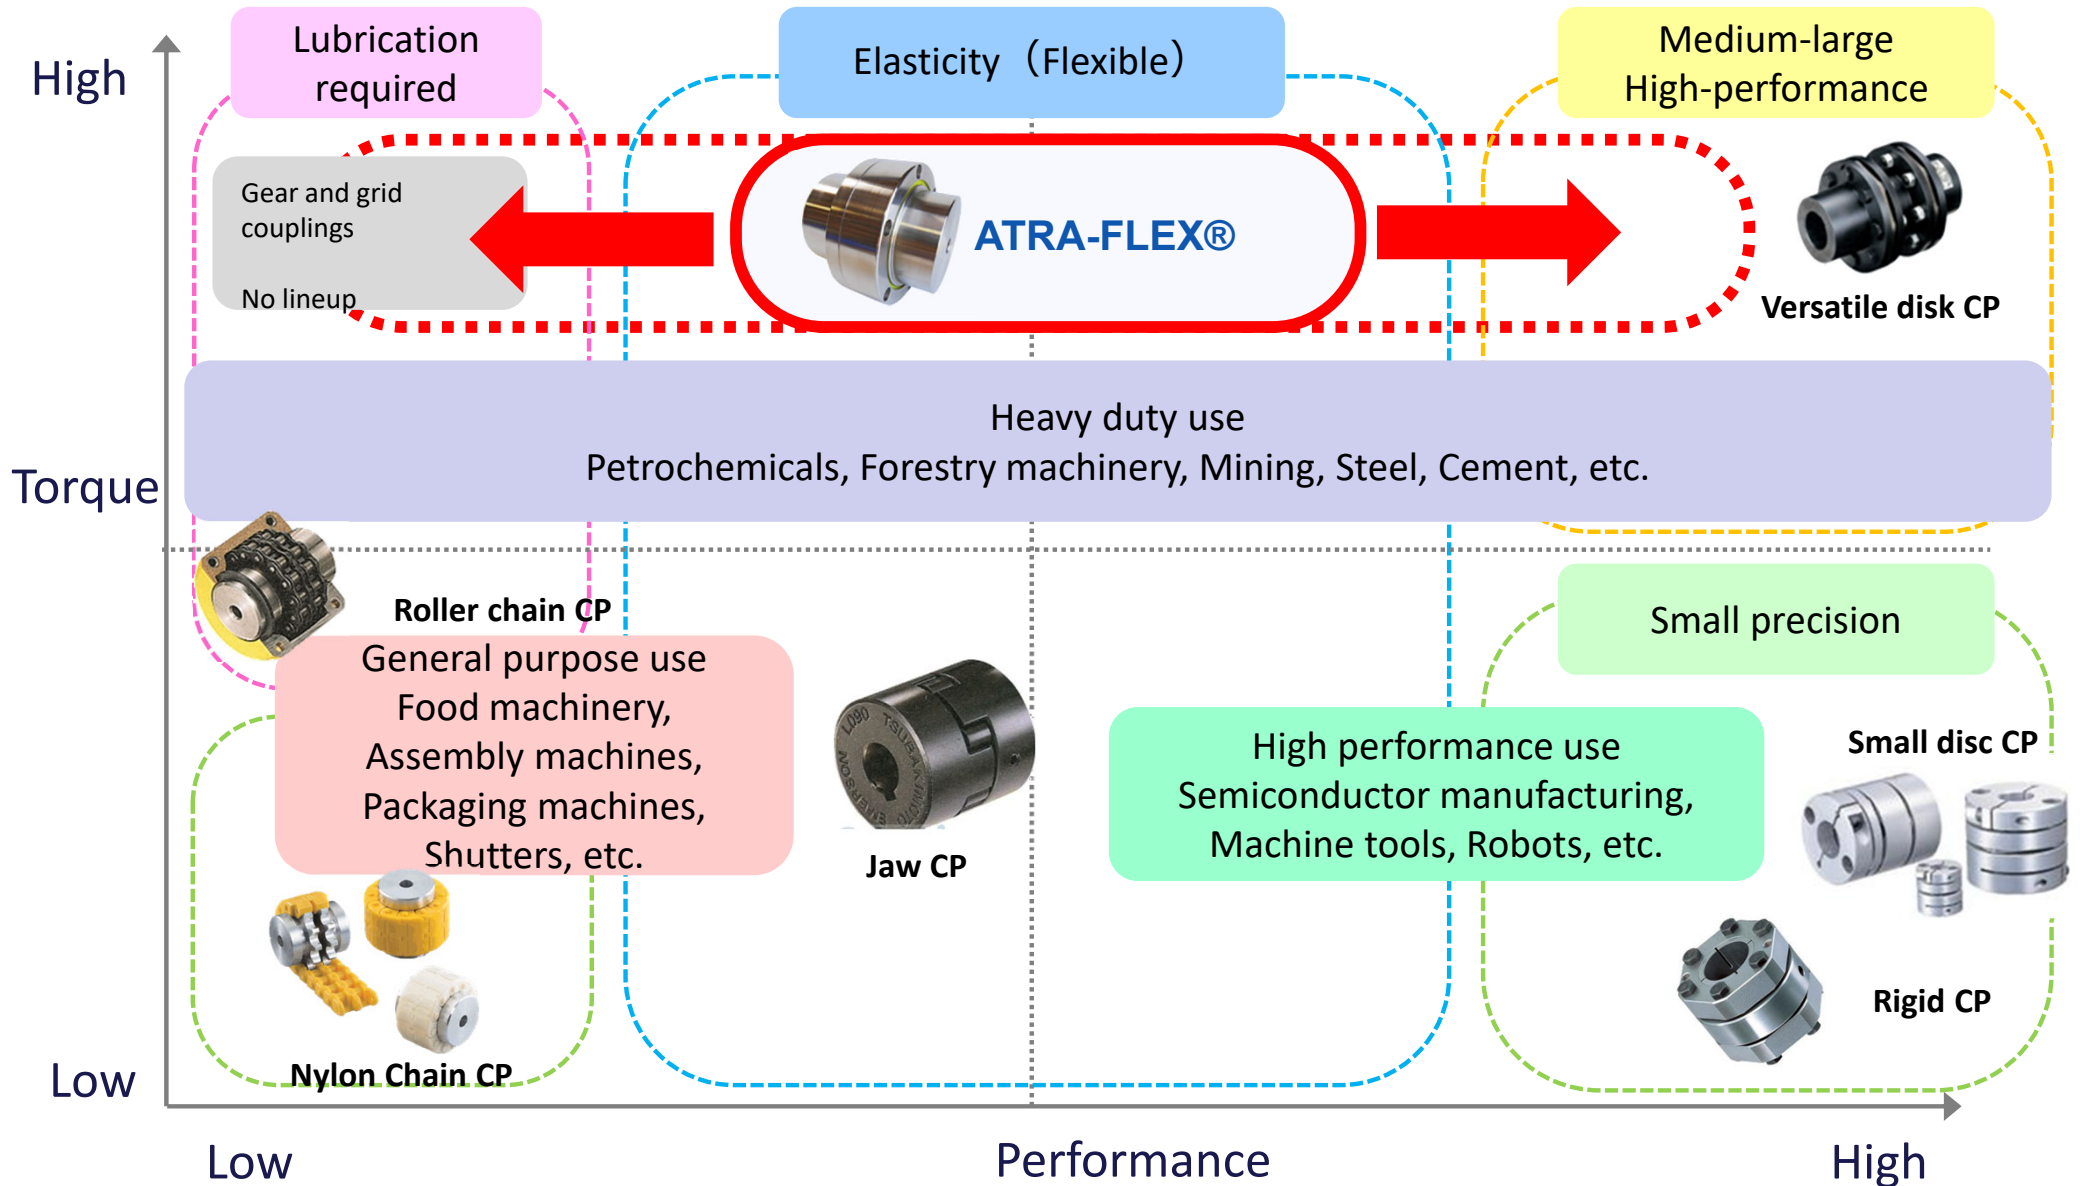 High
Lubrication
required
Elasticity（Flexible）
Medium-large
High-performance
Gear and grid
couplings
No lineup
ATRA-FLEX®
Versatile disk CP
Torque
Heavy duty use
Petrochemicals, Forestry machinery, Mining, Steel, Cement, etc.
Roller chain CP
General purpose use
Food machinery,
Assembly machines,
Packaging machines,
Shutters, etc.
L090 TSUBAKIMOTO EMERSON
Jaw CP
Small precision
High performance use
Semiconductor manufacturing,
Machine tools, Robots, etc.
Small disc CP
Rigid CP
Nylon Chain CP
Low
Low
Performance
High